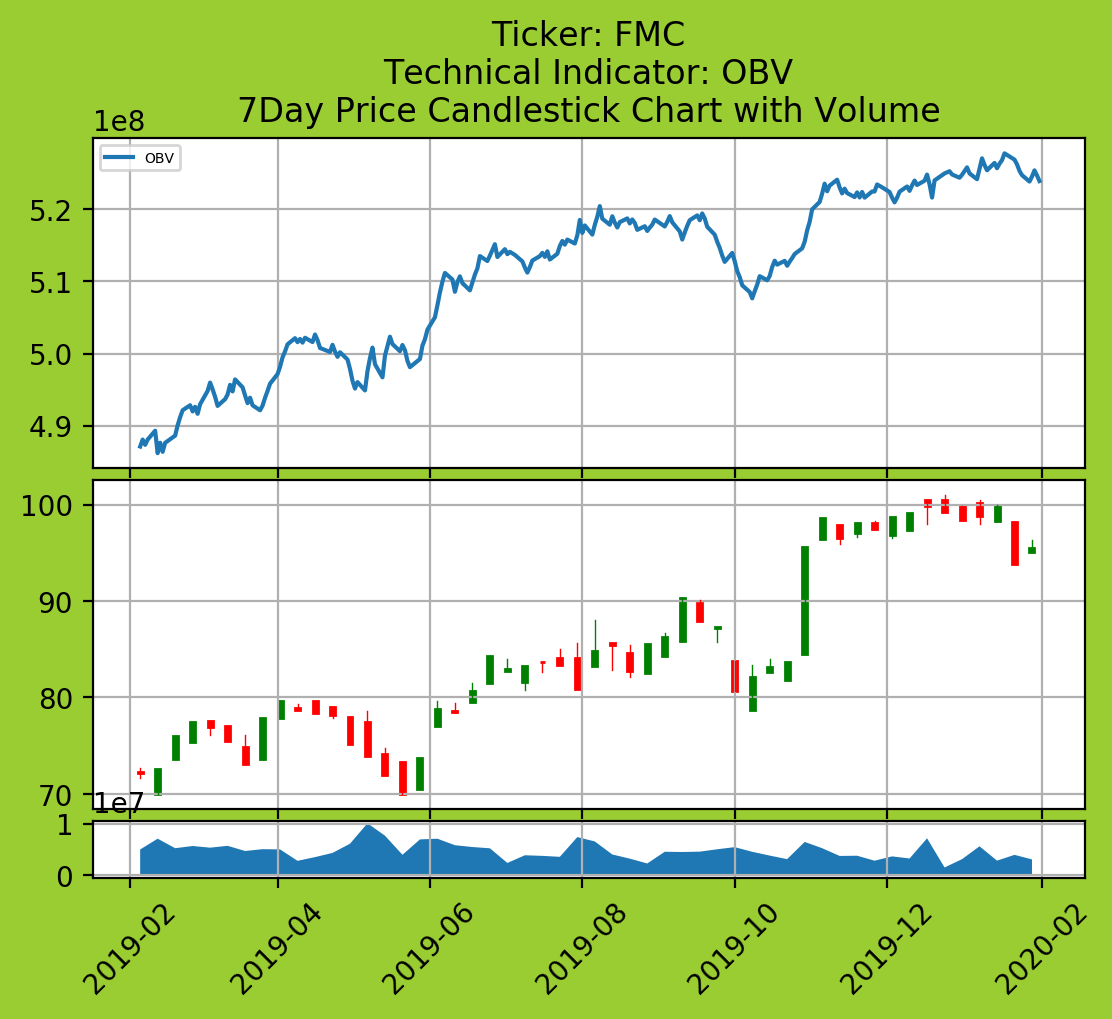 Ticker: FMC
Technical Indicator: OBV
7Day Price Candlestick Chart with Volume
1e8
OBV
5.2
5.1
5.0
4.9
100
90
80
70
1e7
1
0
2019-02
2019-04
2019-06
2019-08
2019-10
2019-12
2020-02